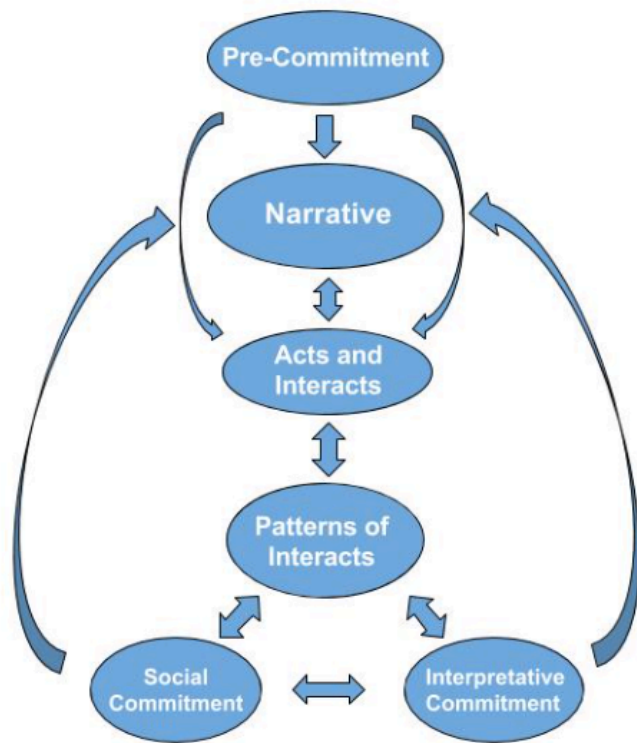 Pre-Commitment
Narrative
Acts and
Interacts
Patterns of
Interacts
Social
Commitment
Interpretative
Commitment